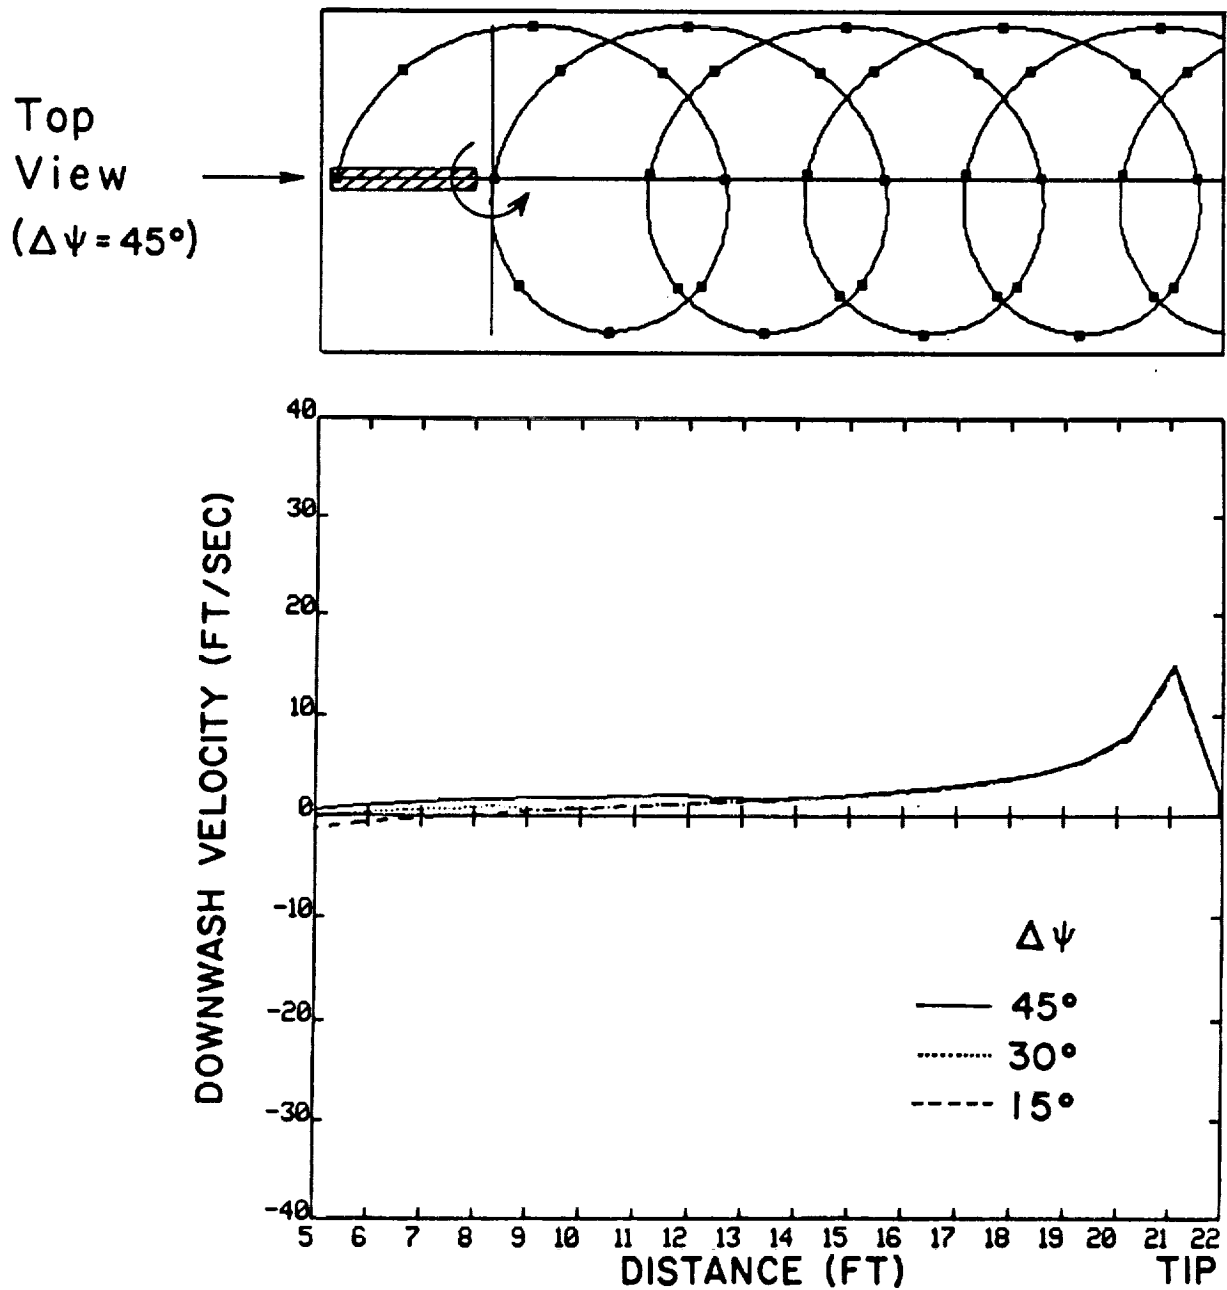 Top
View
(Δψ=45°)
40
30
20
10
0
-10
-20
-30
-40
DOWNWASH VELOCITY (FT/SEC)
Δψ
45°
30°
15°
5 6 7 8 9 10 11 12 13 14 15 16 17 18 19 20 21 22
DISTANCE (FT)
TIP